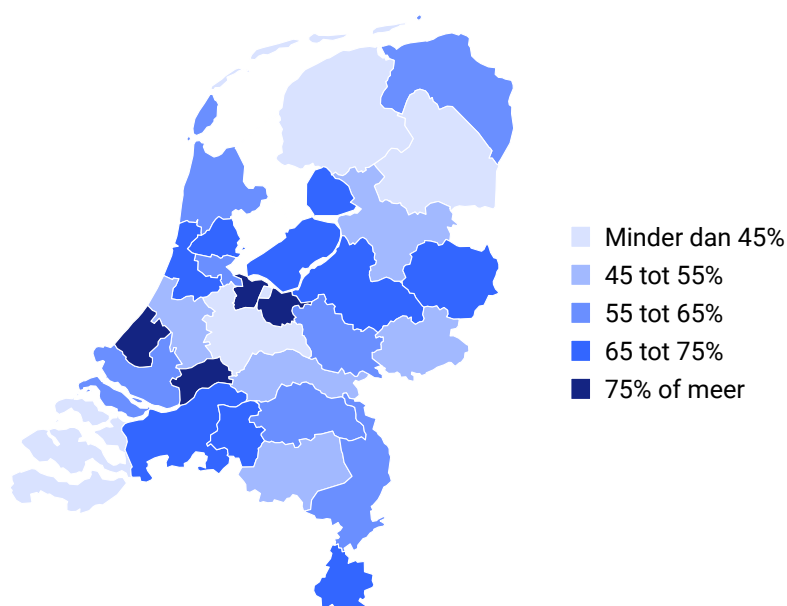 Minder dan 45%
45 tot 55%
55 tot 65%
65 tot 75%
75% of meer